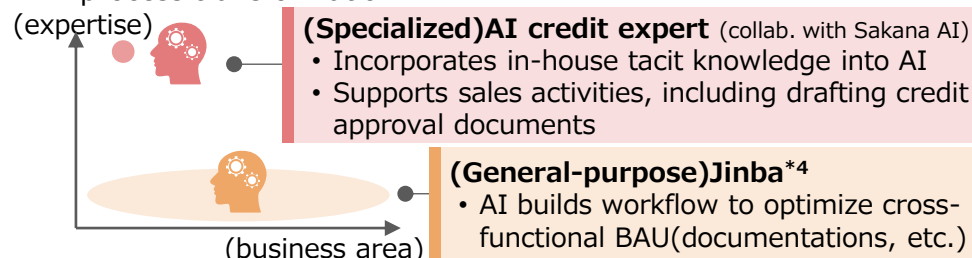 (expertise)
(Specialized)AI credit expert (collab. with Sakana AI)
• Incorporates in-house tacit knowledge into AI
• Supports sales activities, including drafting credit
approval documents
(General-purpose)Jinba*4
• AI builds workflow to optimize cross-
functional BAU(documentations, etc.)
(business area)